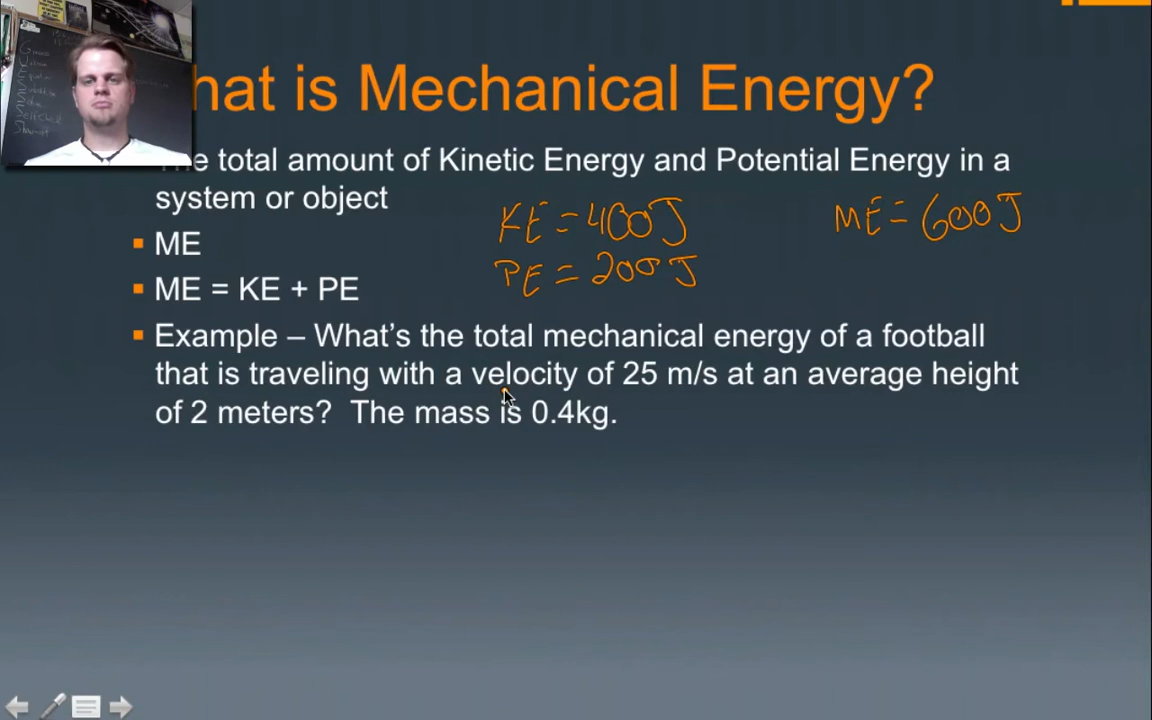 hat is Mechanical Energy?
e total amount of Kinetic Energy and Potential Energy in a
system or object
KE = 400J
ME = 600J
▪ ME
PE = 200J
▪ ME = KE + PE
▪ Example – What's the total mechanical energy of a football
that is traveling with a velocity of 25 m/s at an average height
of 2 meters? The mass is 0.4kg.